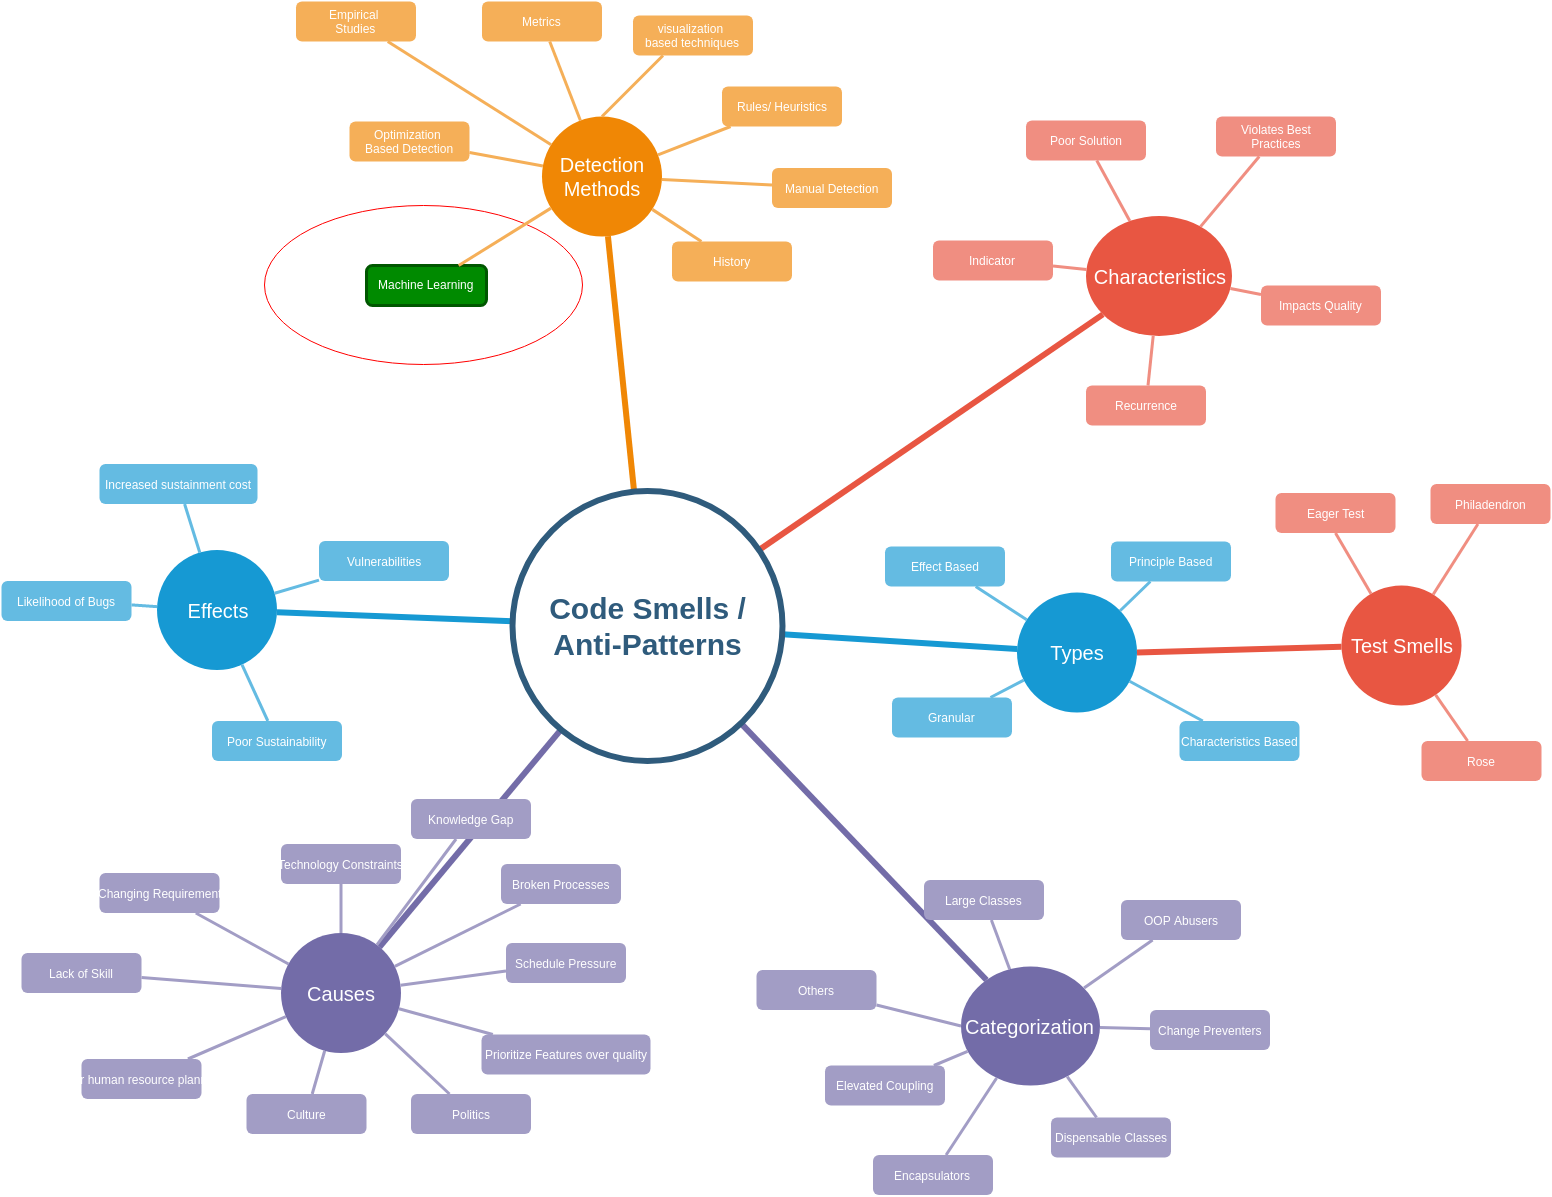 Empirical
Studies
Metrics
visualization
based techniques
Rules/ Heuristics
Optimization
Based Detection
Detection
Methods
Manual Detection
History
Machine Learning
Poor Solution
Violates Best
Practices
Indicator
Characteristics
Impacts Quality
Recurrence
Increased sustainment cost
Vulnerabilities
Likelihood of Bugs
Effects
Poor Sustainability
Code Smells /
Anti-Patterns
Effect Based
Principle Based
Types
Granular
Characteristics Based
Eager Test
Philadendron
Test Smells
Rose
Knowledge Gap
Technology Constraints
Changing Requirement
Broken Processes
Lack of Skill
Schedule Pressure
Causes
Prioritize Features over quality
human resource
Culture
Politics
Large Classes
OOP Abusers
Others
Categorization
Change Preventers
Elevated Coupling
Dispensable Classes
Encapsulators